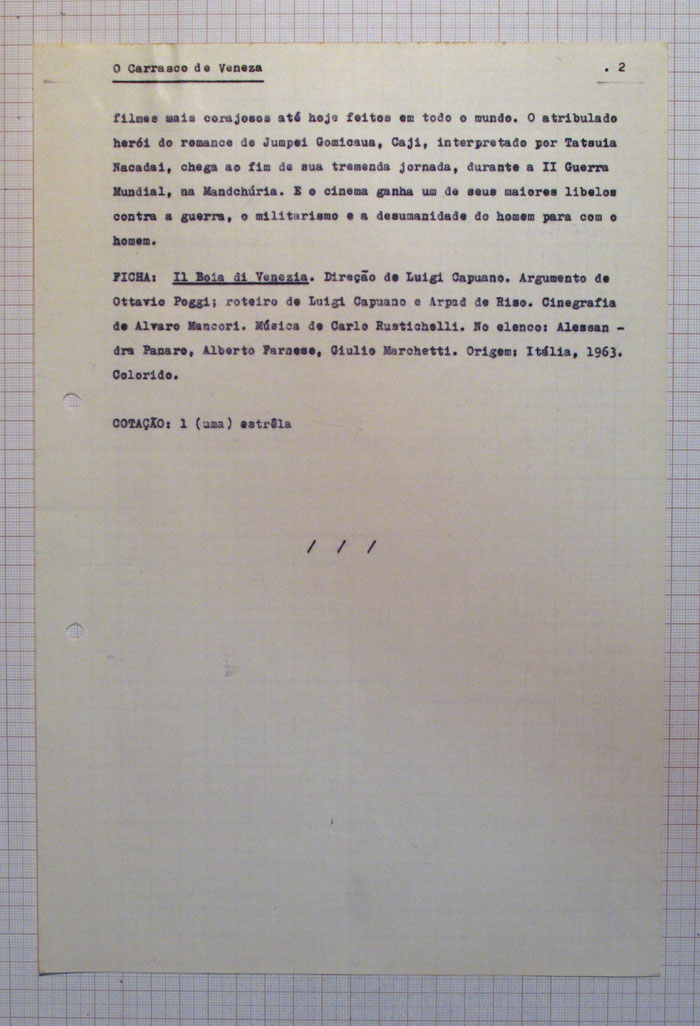 O Carrasco de Veneza . 2
filmes mais corajosos até hoje feitos em todo o mundo. O atribulado
herói do romance de Jumpei Gomicaua, Caji, interpretado por Tatsuia
Nacadai, chega ao fim de sua tremenda jornada, durante a II Guerra
Mundial, na Mandchúria. E o cinema ganha um de seus maiores libelos
contra a guerra, o militarismo e a desumanidade do homem para com o
homem.
FICHA: Il Boia di Venezia. Direção de Luigi Capuano. Argumento de
Ottavio Poggi; roteiro de Luigi Capuano e Arpad de Riso. Cinegrafia
de Alvaro Mancori. Música de Carlo Rustichelli. No elenco: Alessan -
dra Panaro, Alberto Farnese, Giulio Marchetti. Origem: Itália, 1963.
Colorido.
COTAÇÃO: 1 (uma) estrêla
/ / /